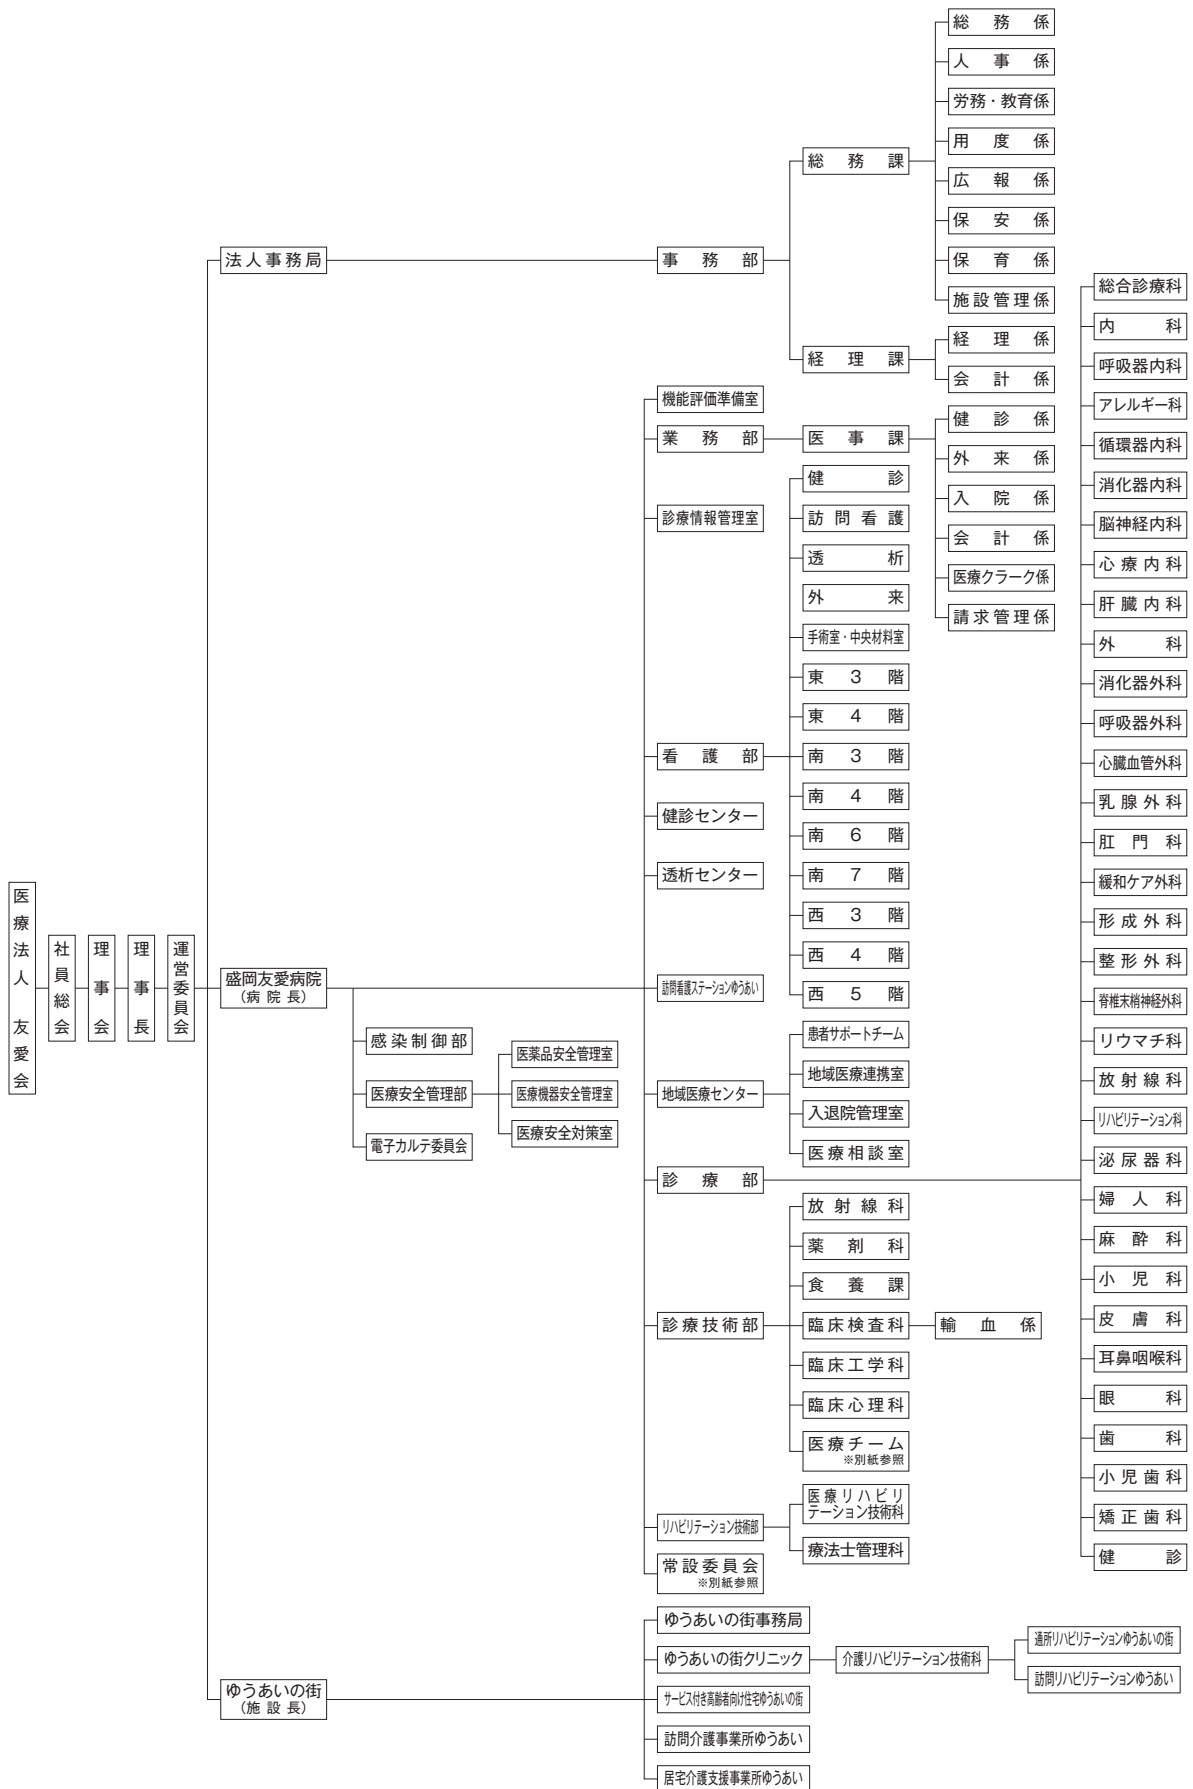 医療法人 友愛会
社員総会
理事会
理事長
運営委員会
法人事務局
事務部
総務課
総務係
人事係
労務・教育係
用度係
広報係
保安係
保育係
施設管理係
経理課
経理係
会計係
盛岡友愛病院
（病院長）
感染制御部
医療安全管理部
医薬品安全管理室
医療機器安全管理室
医療安全対策室
電子カルテ委員会
機能評価準備室
業務部
医事課
健診係
外来係
入院係
会計係
医療クラーク係
請求管理係
診療情報管理室
看護部
健診
訪問看護
透析
外来
手術室・中央材料室
東3階
東4階
南3階
南4階
南6階
南7階
西3階
西4階
西5階
健診センター
透析センター
訪問看護ステーションゆうあい
地域医療センター
患者サポートチーム
地域医療連携室
入退院管理室
医療相談室
診療部
総合診療科
内科
呼吸器内科
アレルギー科
循環器内科
消化器内科
脳神経内科
心療内科
肝臓内科
外科
消化器外科
呼吸器外科
心臓血管外科
乳腺外科
肛門科
緩和ケア外科
形成外科
整形外科
脊椎末梢神経外科
リウマチ科
放射線科
リハビリテーション科
泌尿器科
婦人科
麻酔科
小児科
皮膚科
耳鼻咽喉科
眼科
歯科
小児歯科
矯正歯科
健診
診療技術部
放射線科
薬剤科
食養課
臨床検査科
輸血係
臨床工学科
臨床心理科
医療チーム
※別紙参照
リハビリテーション技術部
医療リハビリ
テーション技術科
療法士管理科
常設委員会
※別紙参照
ゆうあいの街
（施設長）
ゆうあいの街事務局
ゆうあいの街クリニック
介護リハビリテーション技術科
通所リハビリテーションゆうあいの街
訪問リハビリテーションゆうあい
サービス付き高齢者向け住宅ゆうあいの街
訪問介護事業所ゆうあい
居宅介護支援事業所ゆうあい